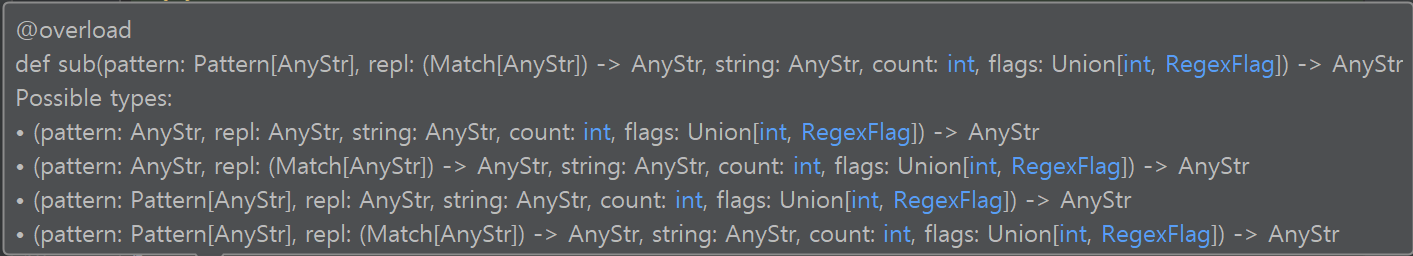 @overload
def sub(pattern: Pattern[AnyStr], repl: (Match[AnyStr]) -> AnyStr, string: AnyStr, count: int, flags: Union[int, RegexFlag]) -> AnyStr
Possible types:
• (pattern: AnyStr, repl: AnyStr, string: AnyStr, count: int, flags: Union[int, RegexFlag]) -> AnyStr
• (pattern: AnyStr, repl: (Match[AnyStr]) -> AnyStr, string: AnyStr, count: int, flags: Union[int, RegexFlag]) -> AnyStr
• (pattern: Pattern[AnyStr], repl: AnyStr, string: AnyStr, count: int, flags: Union[int, RegexFlag]) -> AnyStr
• (pattern: Pattern[AnyStr], repl: (Match[AnyStr]) -> AnyStr, string: AnyStr, count: int, flags: Union[int, RegexFlag]) -> AnyStr